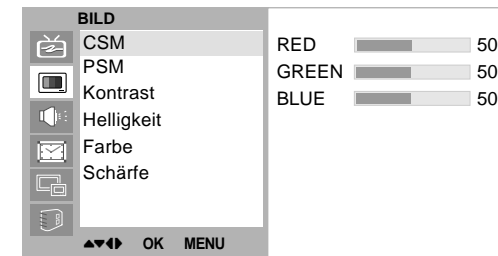 BILD
CSM
PSM
Kontrast
Helligkeit
Farbe
Schärfe
RED 50
GREEN 50
BLUE 50
OK MENU